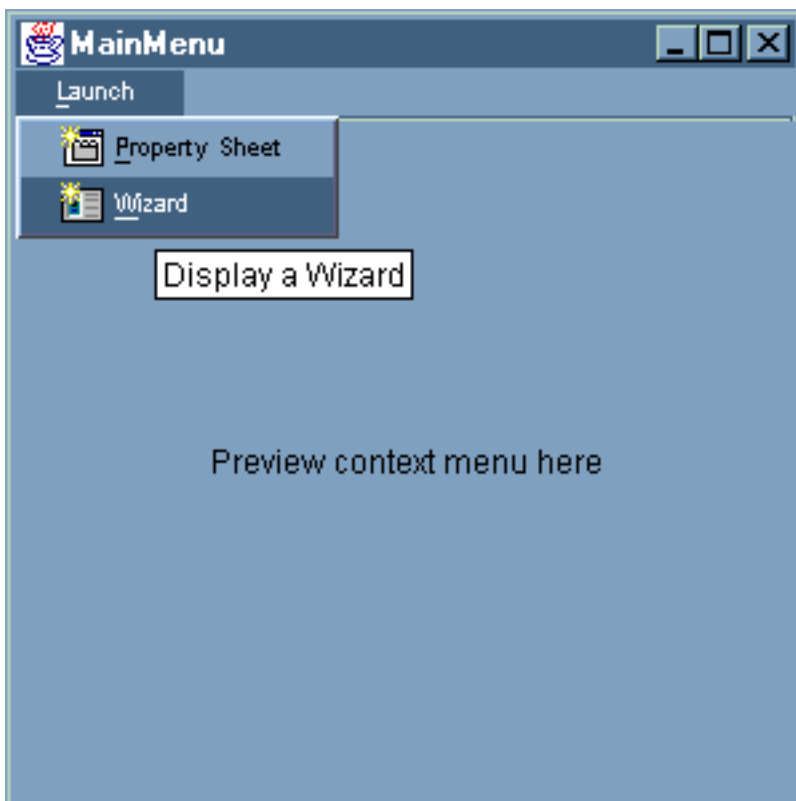 MainMenu
Launch
Property Sheet
Wizard
Display a Wizard
Preview context menu here